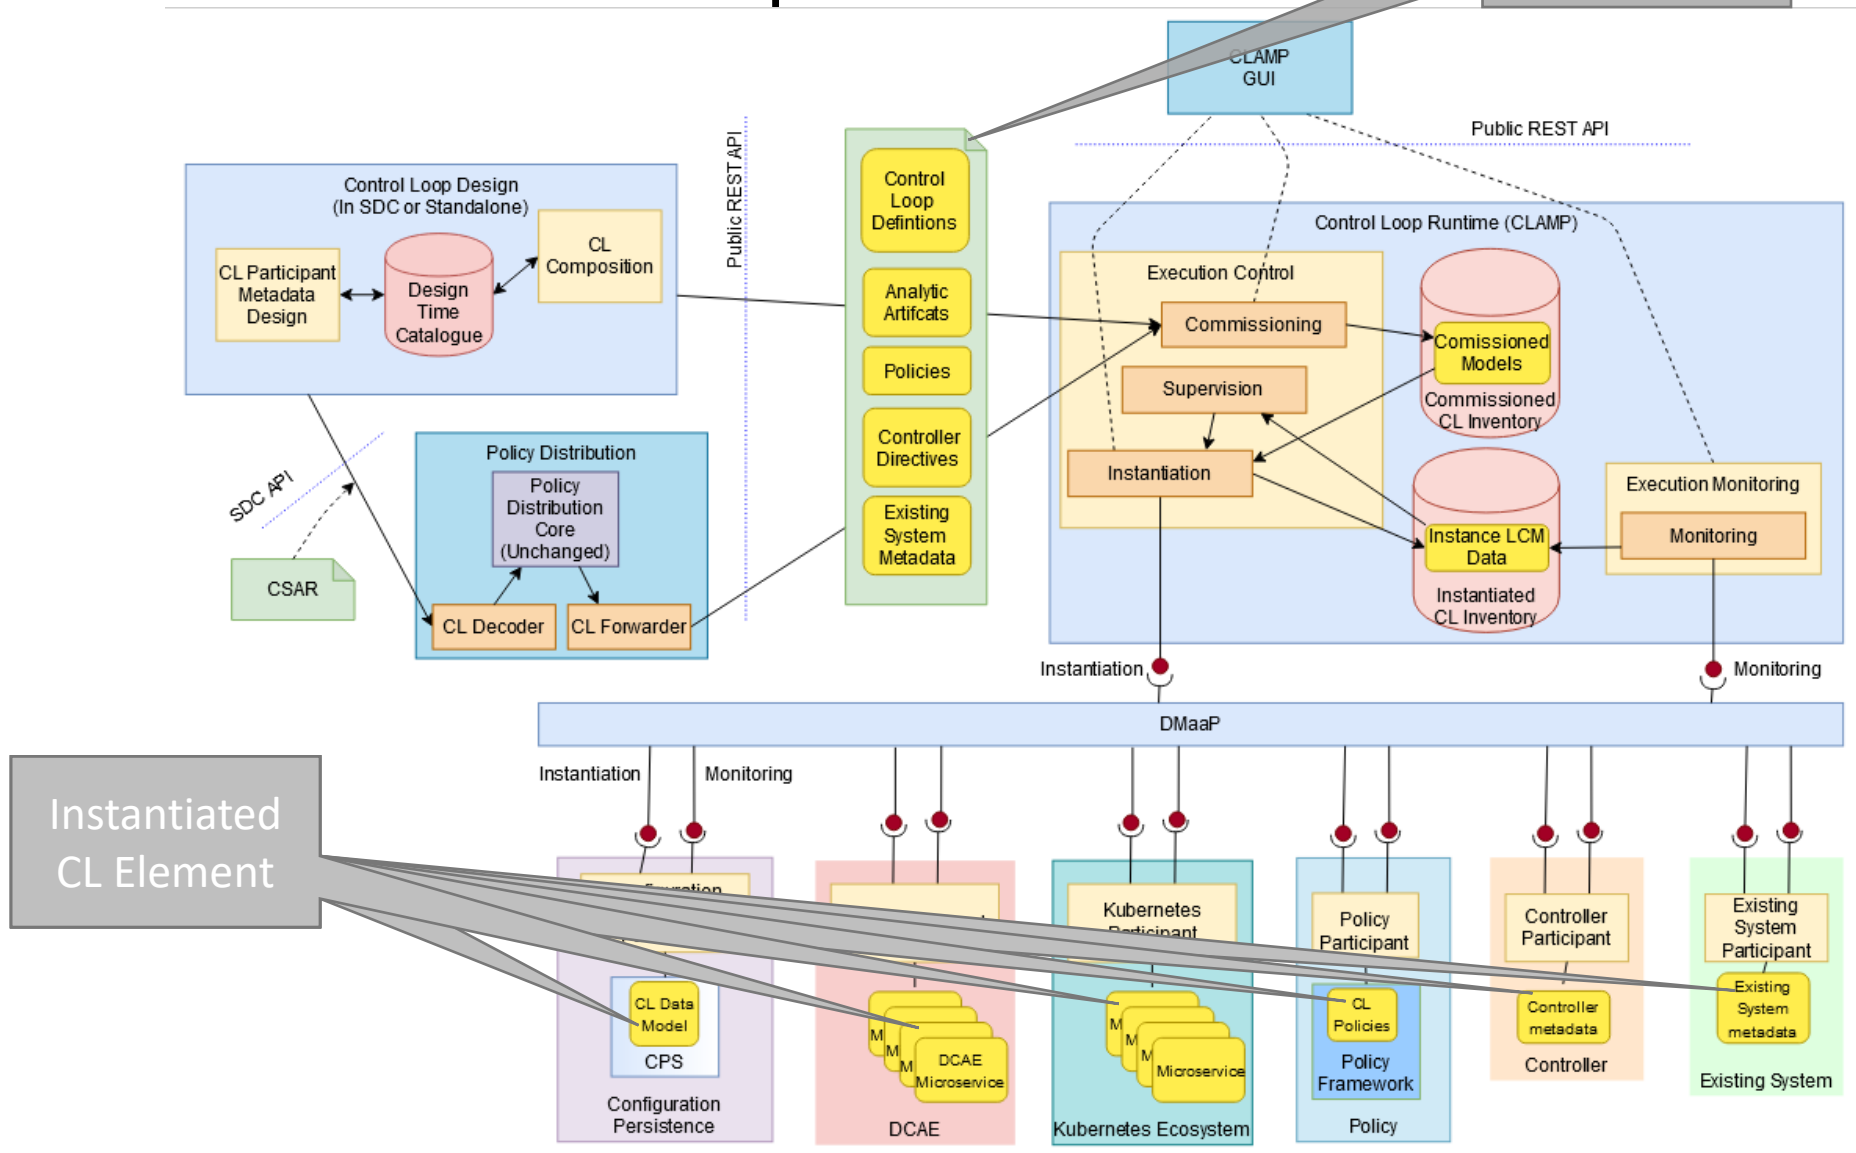 CLAMP
GUI
Public REST API
Public REST API
Control Loop Design
(In SDC or Standalone)
CL Participant
Metadata
Design
Design
Time
Catalogue
CL
Composition
Control
Loop
Defintions
Analytic
Artifcats
Policies
Controller
Directives
Existing
System
Metadata
Control Loop Runtime (CLAMP)
Execution Control
Commissioning
Supervision
Instantiation
Comissioned
Models
Commissioned
CL Inventory
Instance LCM
Data
Instantiated
CL Inventory
Execution Monitoring
Monitoring
SDC API
CSAR
Policy Distribution
Policy
Distribution
Core
(Unchanged)
CL Decoder
CL Forwarder
Instantiation
Monitoring
DMaaP
Instantiation
Monitoring
Instantiated
CL Element
CL Data
Model
CPS
Configuration
Persistence
M
M
M
DCAE
Microservice
DCAE
Kubernetes
Participant
M
M
M
Microservice
Kubernetes Ecosystem
Policy
Participant
CL
Policies
Policy
Framework
Policy
Controller
Participant
Controller
metadata
Controller
Existing
System
Participant
Existing
System
metadata
Existing System